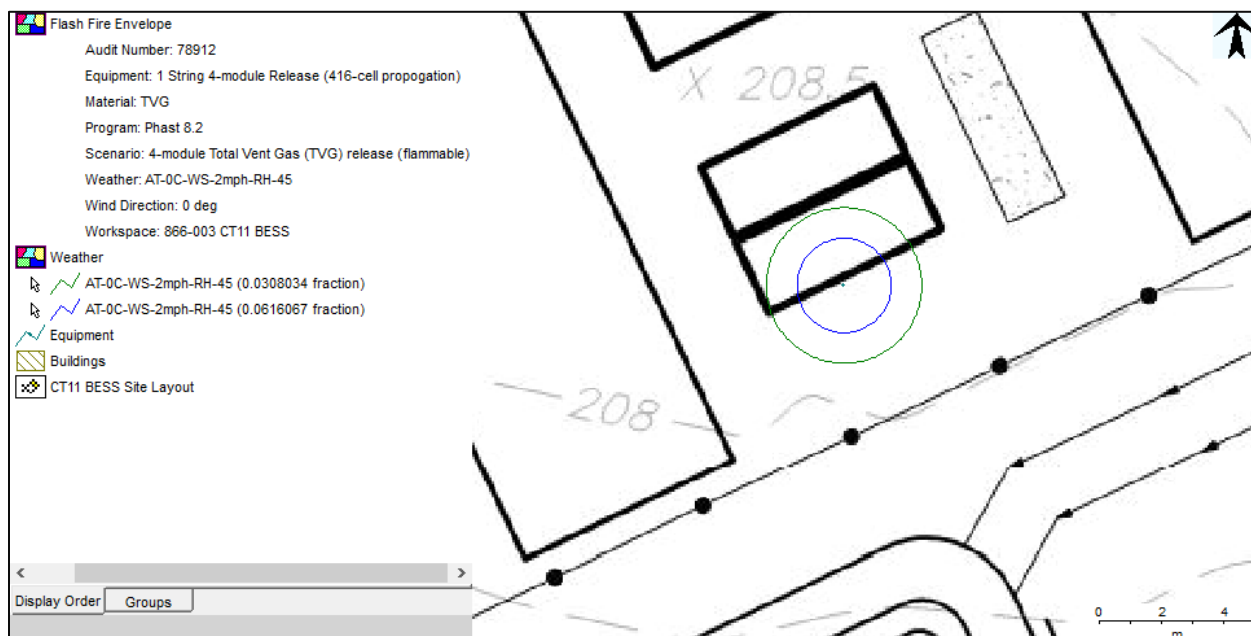 Flash Fire Envelope
Audit Number: 78912
Equipment: 1 String 4-module Release (416-cell propogation)
Material: TVG
Program: Phast 8.2
Scenario: 4-module Total Vent Gas (TVG) release (flammable)
Weather: AT-0C-WS-2mph-RH-45
Wind Direction: 0 deg
Workspace: 866-003 CT11 BESS
Weather
AT-0C-WS-2mph-RH-45 (0.0308034 fraction)
AT-0C-WS-2mph-RH-45 (0.0616067 fraction)
Equipment
Buildings
CT11 BESS Site Layout
Display Order Groups
X 208.5
208
0 2 4
m